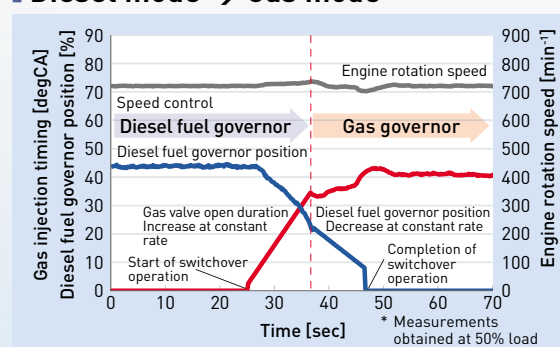 Diesel mode → Gas mode
Gas injection timing [degCA]
Diesel fuel governor position [%]
90
80
70
60
50
40
30
20
10
0
900
800
700
600
500
400
300
200
100
0
Engine rotation speed [min-1]
Engine rotation speed
Speed control
Diesel fuel governor
Gas governor
Diesel fuel governor position
Gas valve open duration
Increase at constant
rate
Diesel fuel governor position
Decrease at constant rate
Start of switchover
operation
Completion of
switchover
operation
0 10 20 30 40 50 60 70
Time [sec]
* Measurements
obtained at 50% load